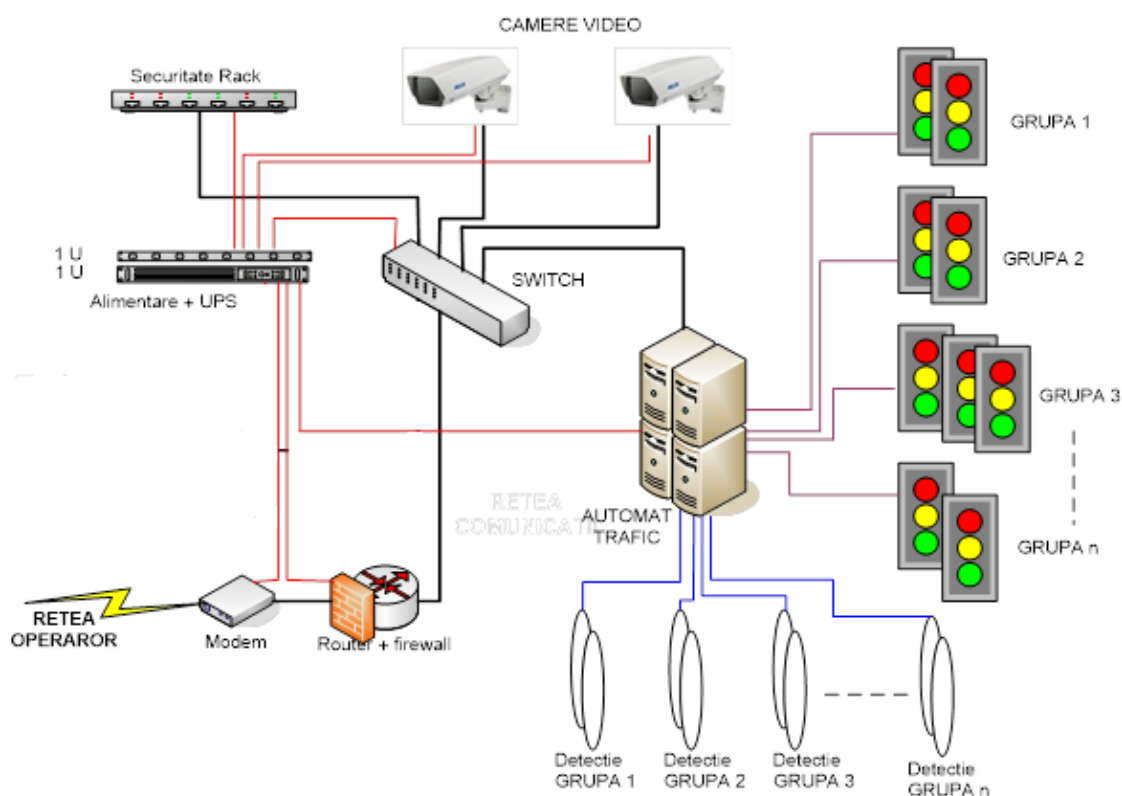 CAMERE VIDEO
Securitate Rack
GRUPA 1
1 U
1 U
Alimentare + UPS
SWITCH
GRUPA 2
GRUPA 3
RETEA
COMUNICATII
AUTOMAT
TRAFIC
GRUPA n
RETEA
OPERAROR
Modem
Router + firewall
Detectie
GRUPA 1
Detectie
GRUPA 2
Detectie
GRUPA 3
Detectie
GRUPA n